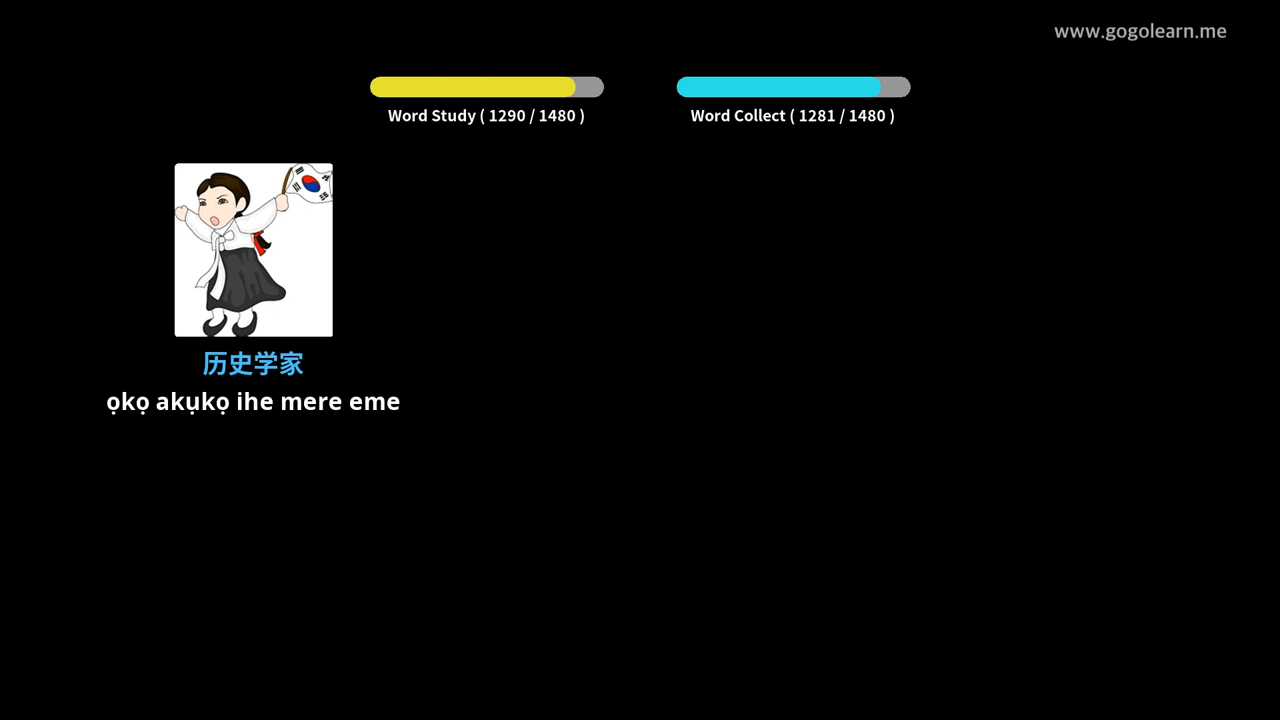 www.gogolearn.me
Word Study ( 1290 / 1480 )
Word Collect ( 1281 / 1480 )
历史学家
ọkọ akụkọ ihe mere eme